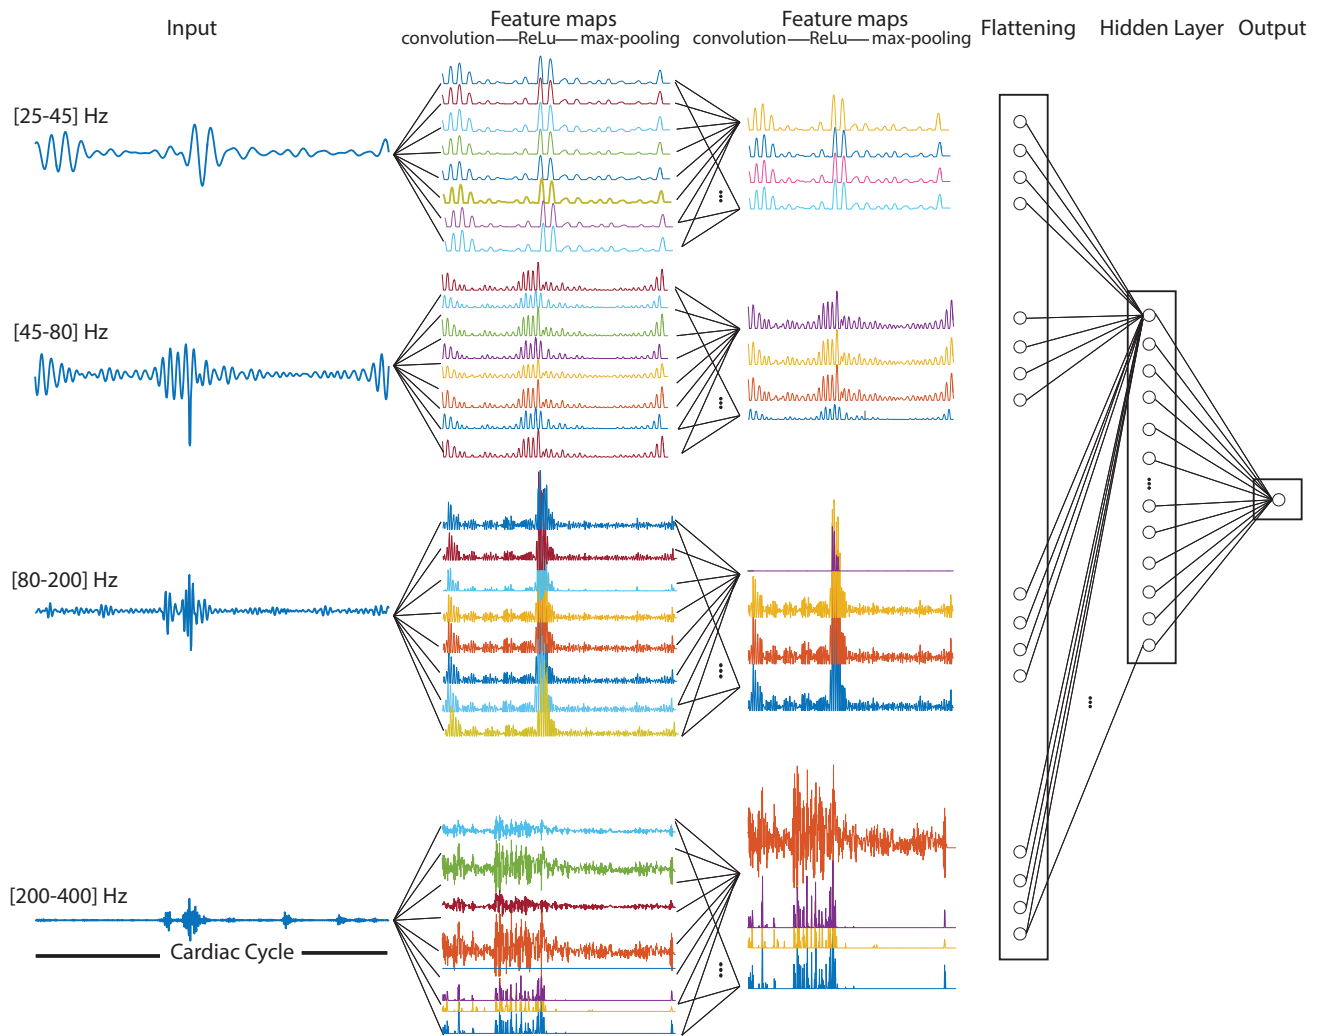 Input
Feature maps
convolution—ReLu—max-pooling
Feature maps
convolution—ReLu—max-pooling
Flattening
Hidden Layer
Output
[25-45] Hz
[45-80] Hz
[80-200] Hz
[200-400] Hz
Cardiac Cycle